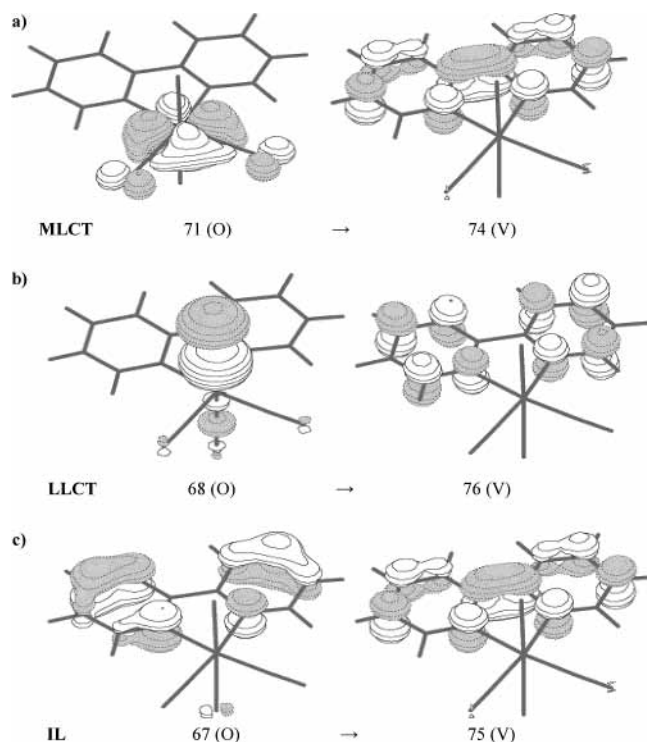 a)
MLCT 71 (O) → 74 (V)
b)
LLCT 68 (O) → 76 (V)
c)
IL 67 (O) → 75 (V)